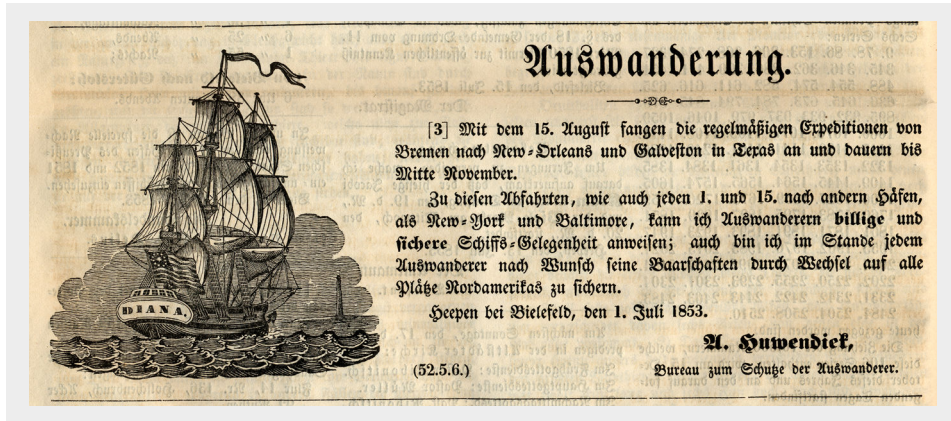 Auswanderung.
[3] Mit dem 15. August fangen die regelmäßigen Expeditionen von
Bremen nach New-Orleans und Galveston in Texas an und dauern bis
Mitte November.
Zu diesen Abfahrten, wie auch jeden 1. und 15. nach andern Häfen,
als New-York und Baltimore, kann ich Auswanderern billige und
sichere Schiffs-Gelegenheit anweisen; auch bin ich im Stande jedem
Auswanderer nach Wunsch seine Baarschaften durch Wechsel auf alle
Plätze Nordamerikas zu sichern.
Heepen bei Bielefeld, den 1. Juli 1853.
A. Huwendiek,
(52.5.6.) Bureau zum Schutze der Auswanderer.
DIANA.